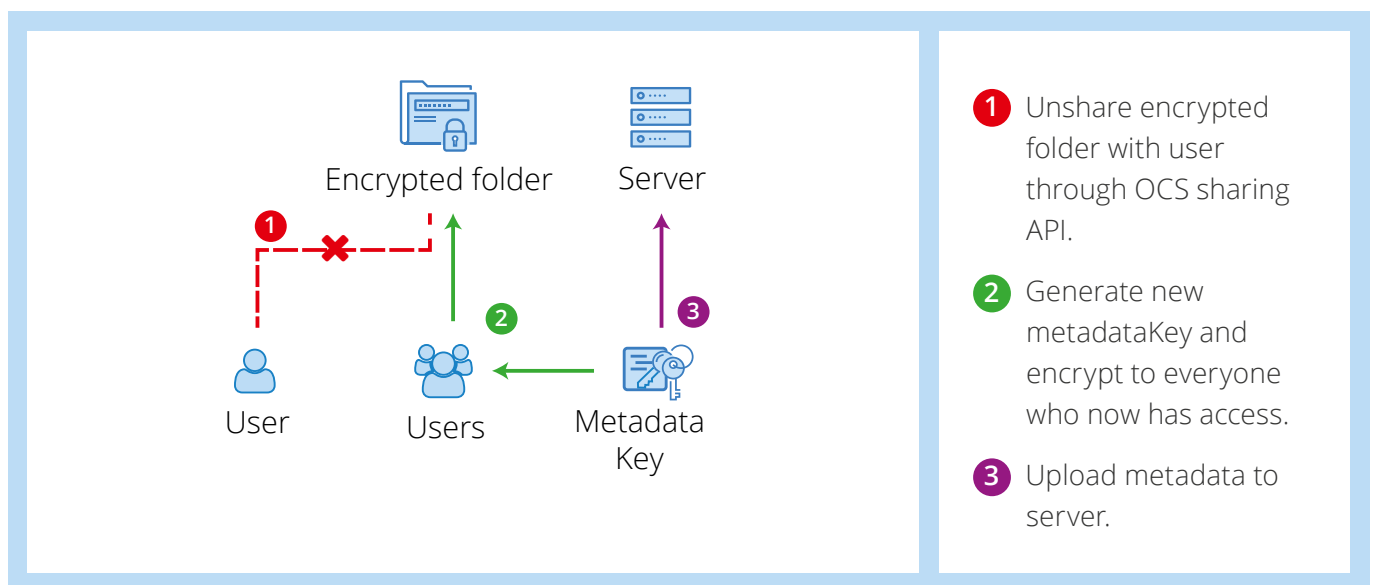 Encrypted folder
Server
1
2
3
User
Users
Metadata
Key
1 Unshare encrypted
folder with user
through OCS sharing
API.
2 Generate new
metadataKey and
encrypt to everyone
who now has access.
3 Upload metadata to
server.